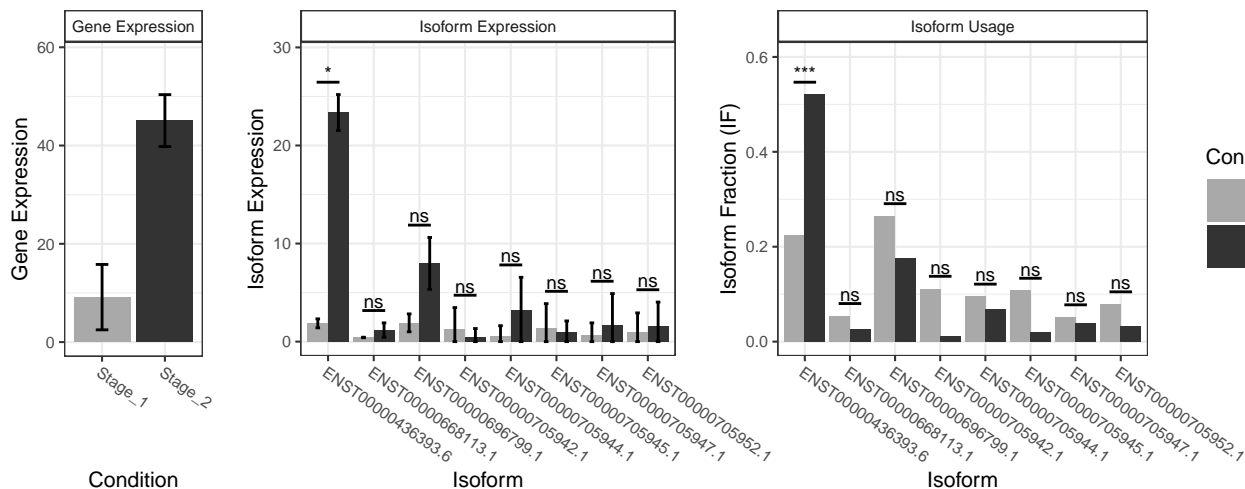 Gene Expression
Gene Expression
60
40
20
0
Stage_1
Stage_2
Condition
Isoform Expression
Isoform Expression
30
20
10
0
*
ns
ns
ns
ns
ns
ns
ns
ENST00000436393.6
ENST00000668113.1
ENST00000696799.1
ENST00000705942.1
ENST00000705944.1
ENST00000705945.1
ENST00000705947.1
ENST00000705952.1
Isoform
Isoform Usage
Isoform Fraction (IF)
0.6
0.4
0.2
0.0
***
ns
ns
ns
ns
ns
ns
ns
ENST00000436393.6
ENST00000668113.1
ENST00000696799.1
ENST00000705942.1
ENST00000705944.1
ENST00000705945.1
ENST00000705947.1
ENST00000705952.1
Isoform
Con